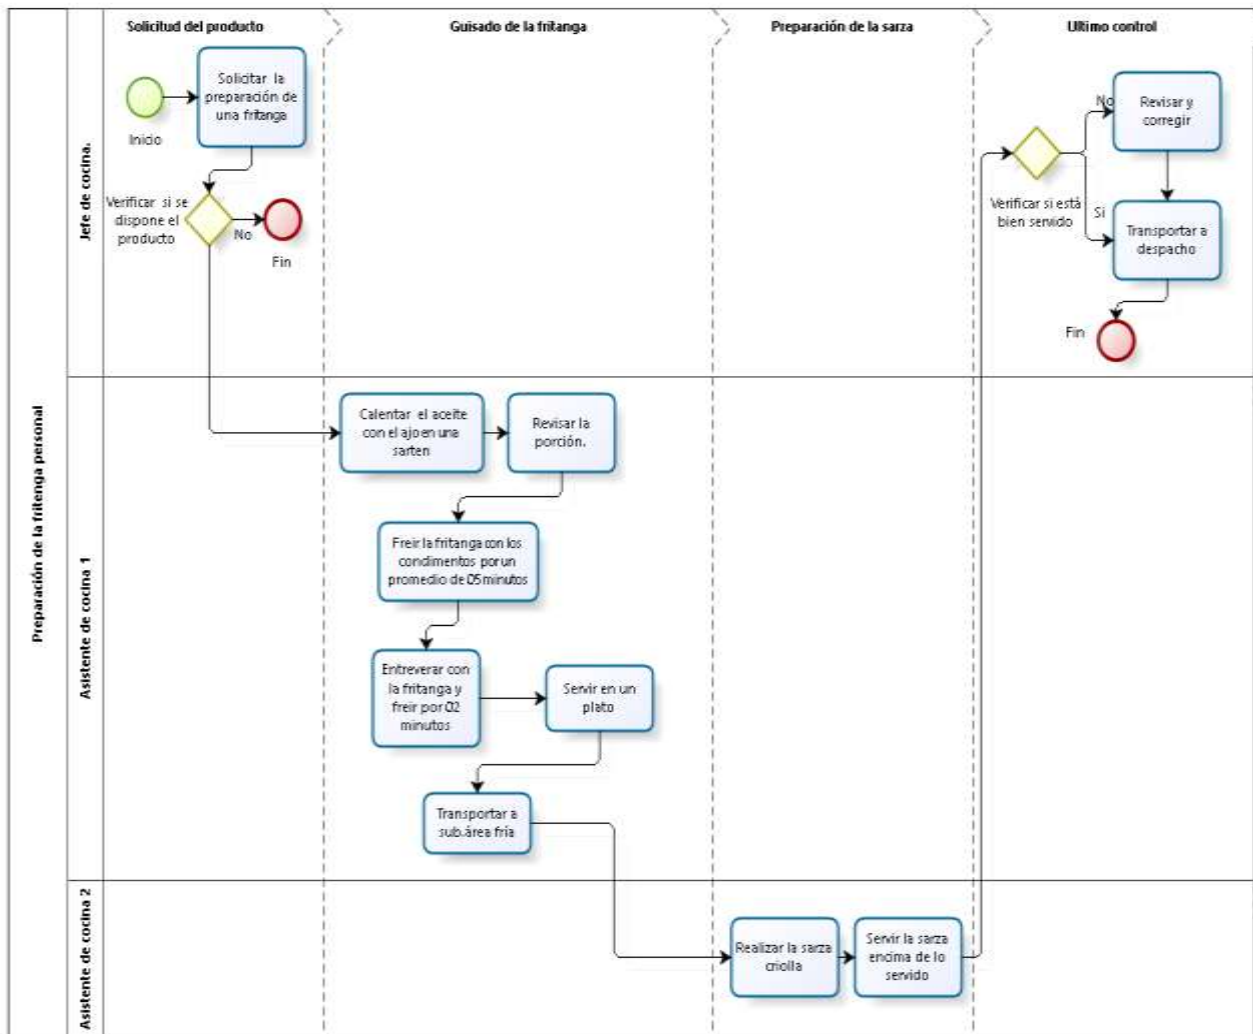 Solicitud del producto
Guisado de la fritanga
Preparación de la sarza
Ultimo control
Preparación de la fritenga personal
Jefe de cocina.
Inicio
Solicitar la
preparación de
una fritanga
Verificar si se
dispone el
producto
No
Fin
Verificar si está
bien servido
No
Si
Revisar y
corregir
Transportar a
despacho
Fin
Asistente de cocina 1
Calentar el aceite
con el ajo en una
sarten
Revisar la
porción.
Freir la fritanga con los
condimentos por un
promedio de 05 minutos
Entreverar con
la fritanga y
freir por 02
minutos
Servir en un
plato
Transportar a
sub.área fría
Asistente de cocina 2
Realizar la sarza
criolla
Servir la sarza
encima de lo
servido